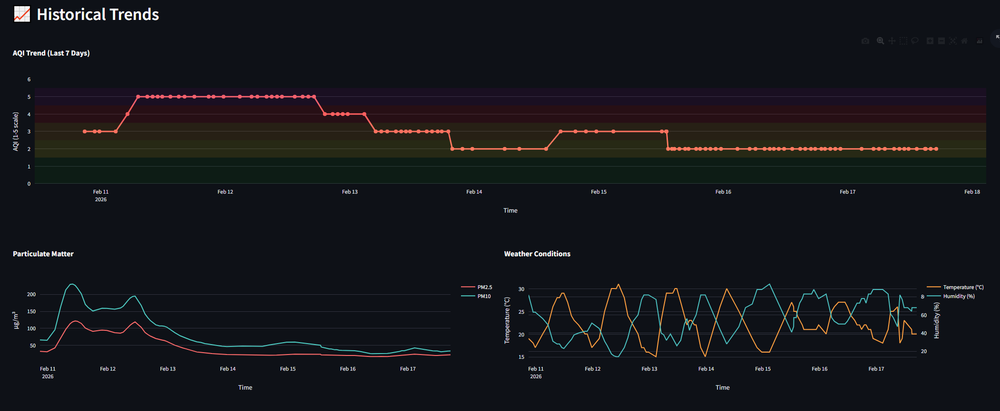 Historical Trends
AQI Trend (Last 7 Days)
6
5
4
3
2
1
0
AQI (1-5 scale)
Feb 11
2026
Feb 12
Feb 13
Feb 14
Feb 15
Feb 16
Feb 17
Feb 18
Time
Particulate Matter
200
150
100
50
µg/m³
Feb 11
2026
Feb 12
Feb 13
Feb 14
Feb 15
Feb 16
Feb 17
Time
PM2.5
PM10
Weather Conditions
30
25
20
15
Temperature (°C)
Feb 11
2026
Feb 12
Feb 13
Feb 14
Feb 15
Feb 16
Feb 17
Time
8
60
40
20
Humidity (%)
Temperature (°C)
Humidity (%)